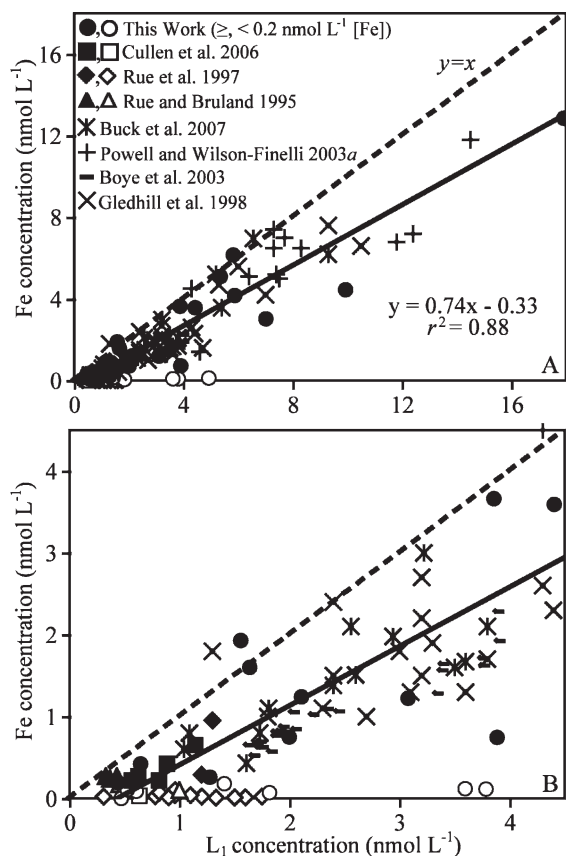 This Work (≥, < 0.2 nmol L⁻¹ [Fe])
Cullen et al. 2006
Rue et al. 1997
Rue and Bruland 1995
Buck et al. 2007
Powell and Wilson-Finelli 2003a
Boye et al. 2003
Gledhill et al. 1998
y=x
y = 0.74x - 0.33
r² = 0.88
A
Fe concentration (nmol L⁻¹)
16
12
8
4
0
0 4 8 12 16
B
Fe concentration (nmol L⁻¹)
4
3
2
1
0
0 1 2 3 4
L₁ concentration (nmol L⁻¹)